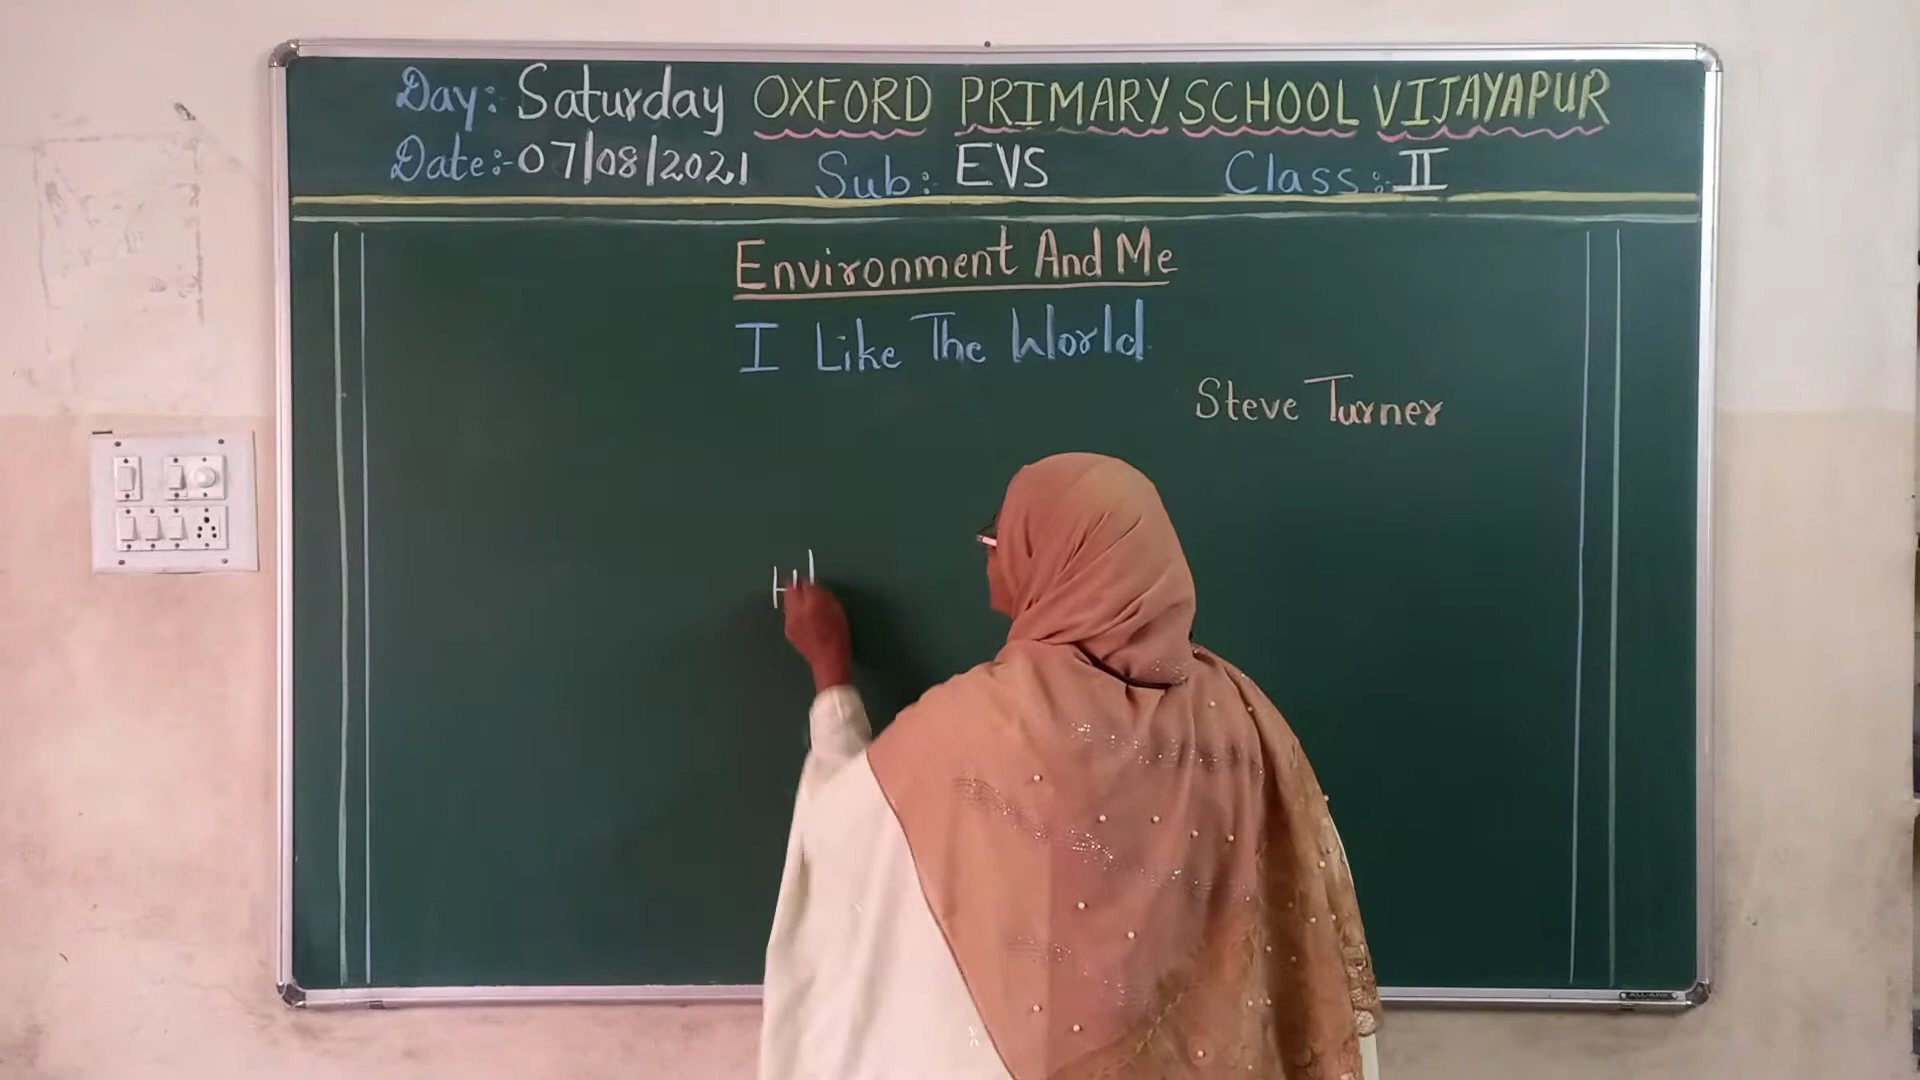 Day:- Saturday OXFORD PRIMARY SCHOOL VIJAYAPUR
Date:- 07/08/2021 Sub:- EVS Class:- II
Environment And Me
I Like The World
Steve Turner